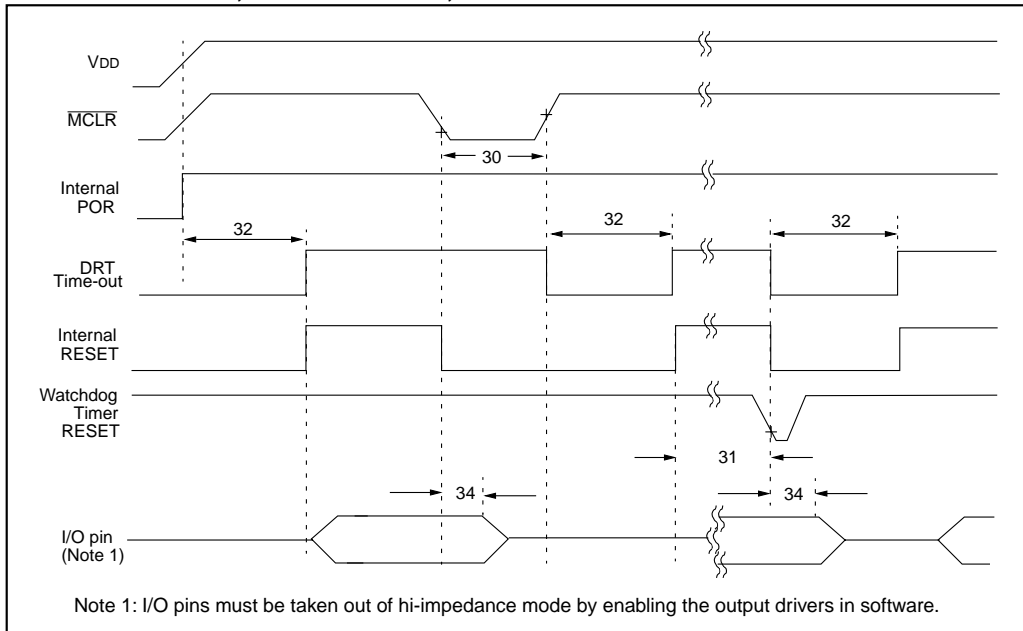 VDD
MCLR
30
Internal
POR
32
32
32
DRT
Time-out
Internal
RESET
Watchdog
Timer
RESET
31
34
34
I/O pin
(Note 1)
Note 1: I/O pins must be taken out of hi-impedance mode by enabling the output drivers in software.